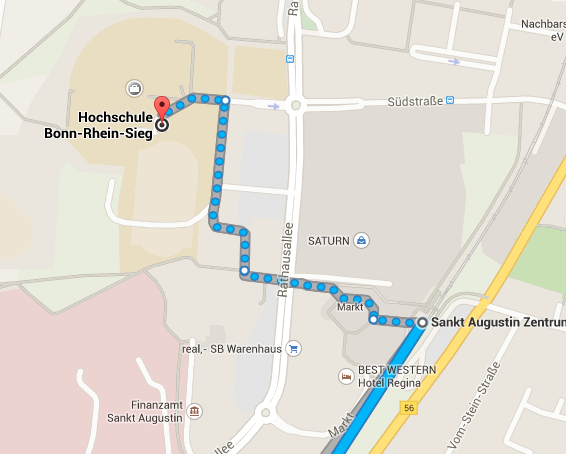 Ra
Nachbars
eV
Südstraße
Hochschule
Bonn-Rhein-Sieg
SATURN
Rathausallee
Markt
Sankt Augustin Zentrum
real,- SB Warenhaus
BEST WESTERN
Hotel Regina
Finanzamt
Sankt Augustin
56
Markt
Vom-Stein-Straße
allee